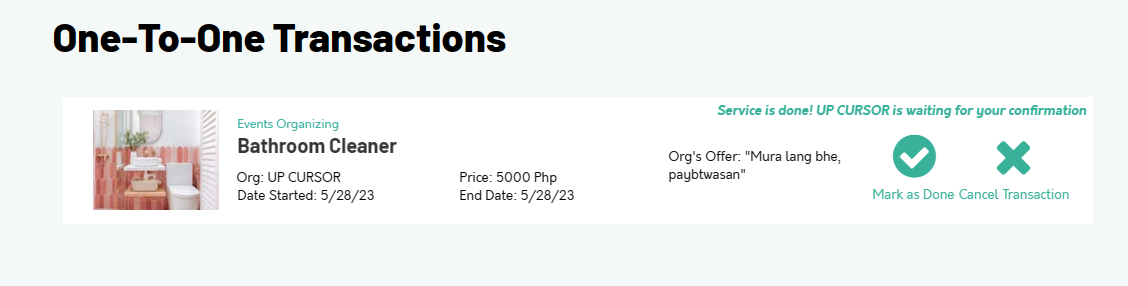 One-To-One Transactions
Service is done! UP CURSOR is waiting for your confirmation
Events Organizing
Bathroom Cleaner
Org: UP CURSOR
Date Started: 5/28/23
Price: 5000 Php
End Date: 5/28/23
Org's Offer: "Mura lang bhe,
paybtwasan"
Mark as Done
Cancel Transaction